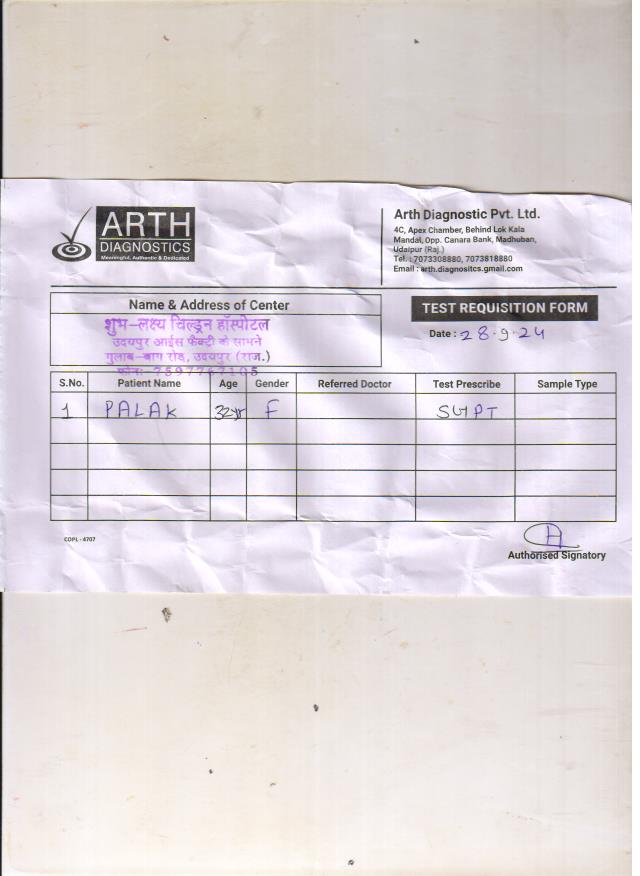 ARTH
DIAGNOSTICS
Meaningful, Authentic & Dedicated
Arth Diagnostic Pvt. Ltd.
4C, Apex Chamber, Behind Lok Kala
Mandal, Opp. Canara Bank, Madhuban,
Udaipur (Raj.)
Tel.: 7073308880, 7073818880
Email : arth.diagnositcs.gmail.com
Name & Address of Center
शुभ-लक्ष्य चिल्ड्रन हॉस्पीटल
उदयपुर आईस फैक्ट्री के सामने
गुलाब-बाग रोड, उदयपुर (राज.)
फोनः 7597767105
TEST REQUISITION FORM
Date : 28-9-24
S.No. Patient Name Age Gender Referred Doctor Test Prescribe Sample Type
1 PALAK 32yr F SGPT
COPL - 4707
Authorised Signatory